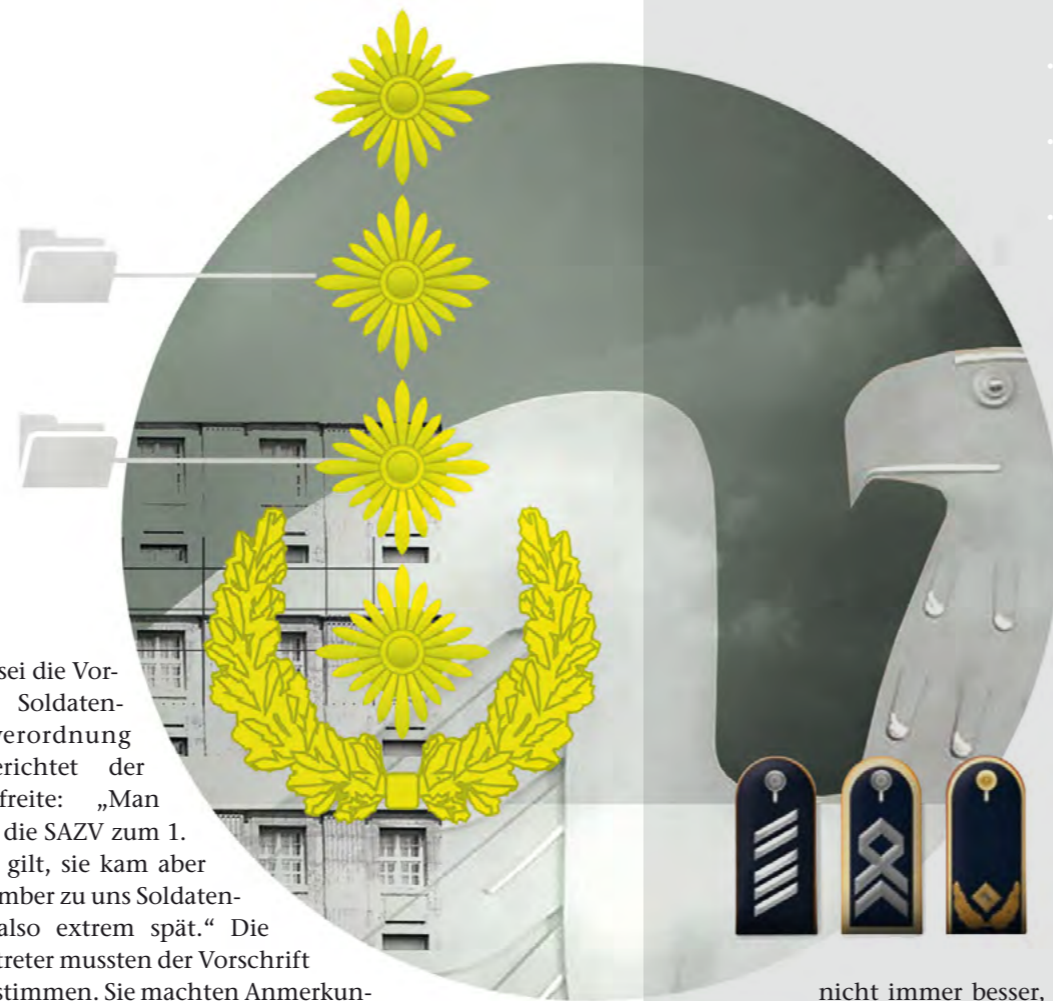 sei die Vor-
Soldaten-
verordnung
erichtet der
freite: „Man
die SAZV zum 1.
gilt, sie kam aber
mber zu uns Soldaten-
also extrem spät.“ Die
treter mussten der Vorschrift
stimmen. Sie machten Anmerkun-
nicht immer besser,